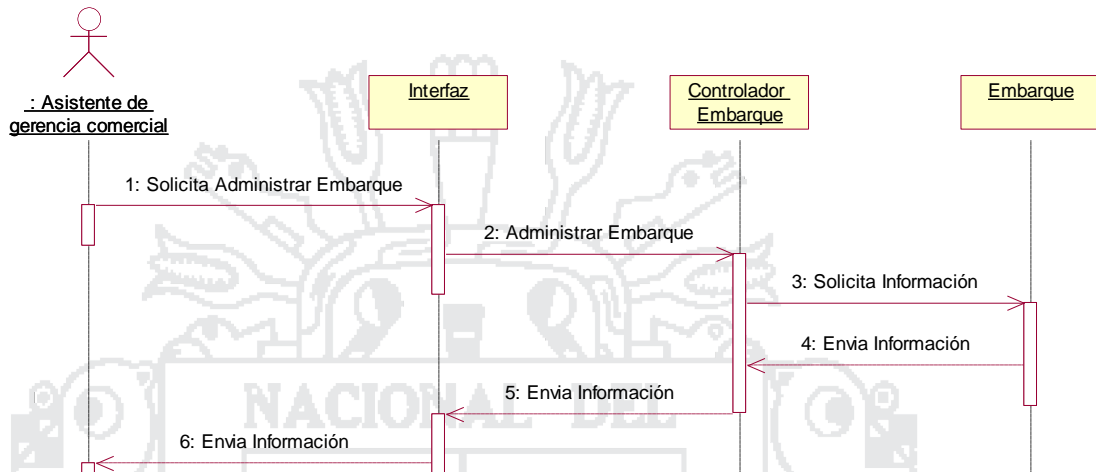 : Asistente de
gerencia comercial
Interfaz
Controlador
Embarque
Embarque
1: Solicita Administrar Embarque
2: Administrar Embarque
3: Solicita Información
4: Envia Información
5: Envia Información
6: Envia Información
NACIONAL DEL